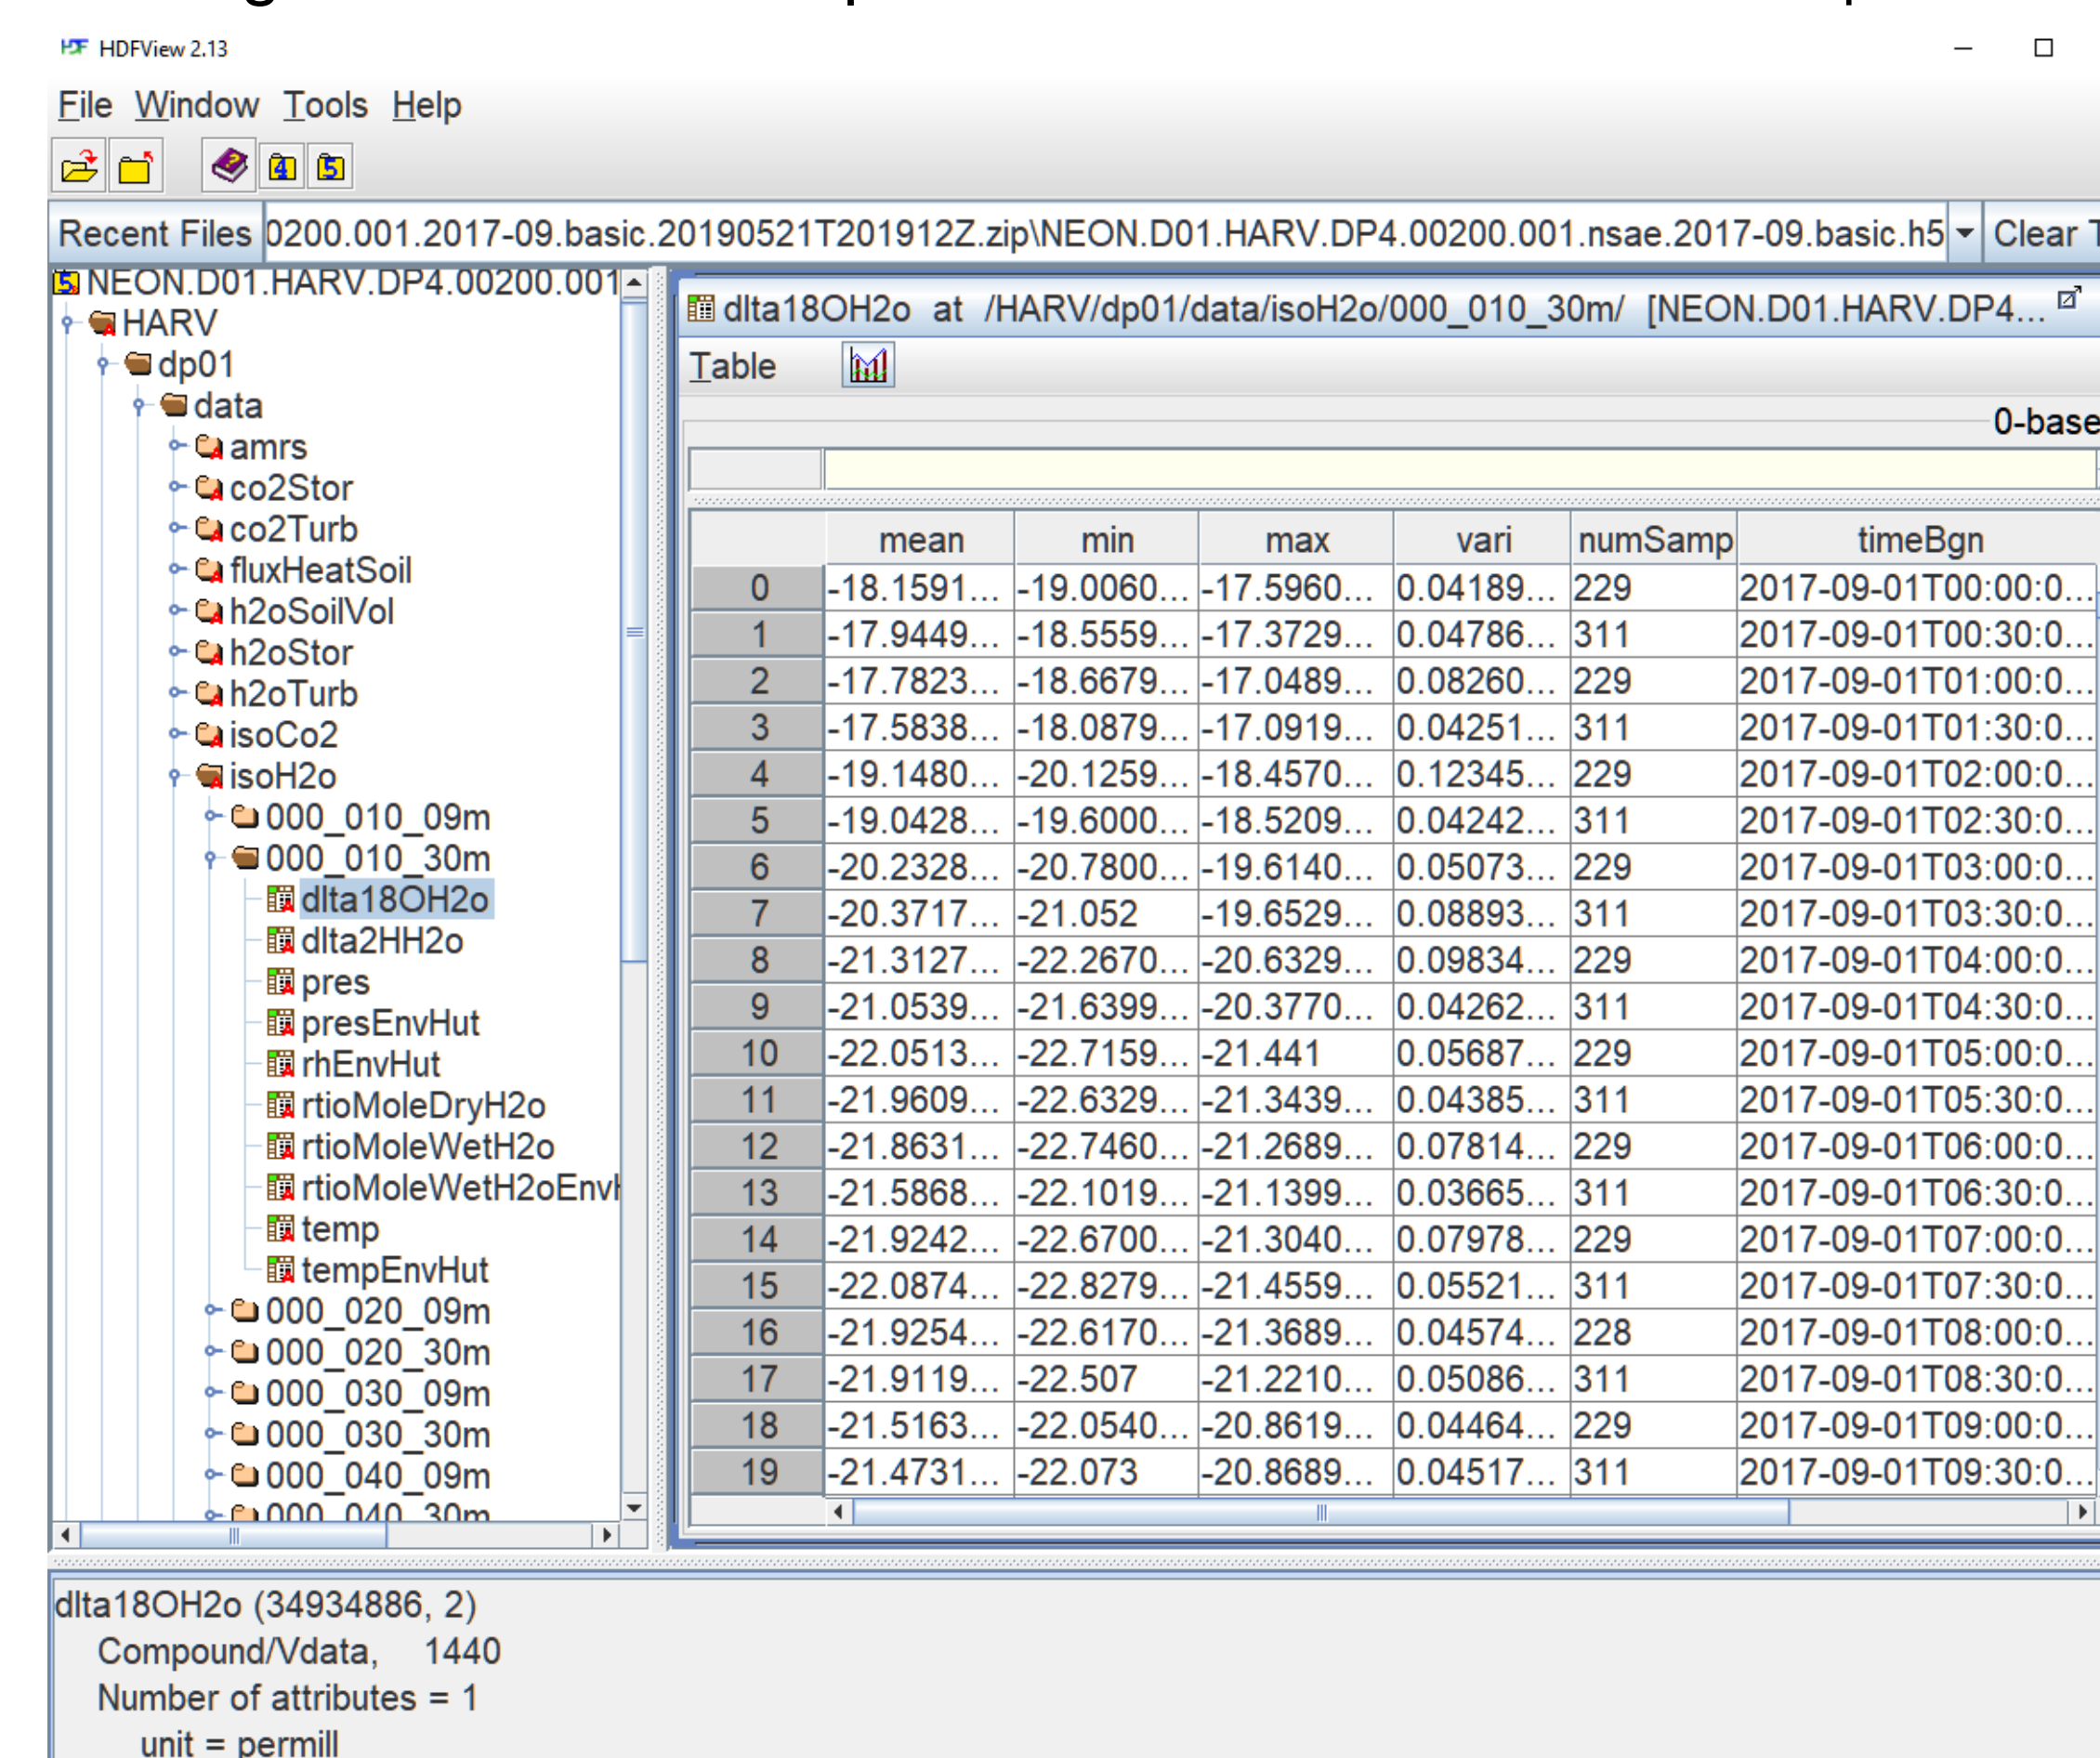 HDFView 2.13
File Window Tools Help
4 5
Recent Files 0200.001.2017-09.basic.20190521T201912Z.zip\NEON.D01.HARV.DP4.00200.001.nsae.2017-09.basic.h5 Clear
NEON.D01.HARV.DP4.00200.001
HARV
dp01
data
amrs
co2Stor
co2Turb
fluxHeatSoil
h2oSoilVol
h2oStor
h2oTurb
isoCo2
isoH2o
000_010_09m
000_010_30m
dlta18OH2o
dlta2HH2o
pres
presEnvHut
rhEnvHut
rtioMoleDryH2o
rtioMoleWetH2o
rtioMoleWetH2oEnv
temp
tempEnvHut
000_020_09m
000_020_30m
000_030_09m
000_030_30m
000_040_09m
000_040_30m
dlta18OH2o at /HARV/dp01/data/isoH2o/000_010_30m/ [NEON.D01.HARV.DP4...
Table
0-base
mean min max vari numSamp timeBgn
0 -18.1591... -19.0060... -17.5960... 0.04189... 229 2017-09-01T00:00:0...
1 -17.9449... -18.5559... -17.3729... 0.04786... 311 2017-09-01T00:30:0...
2 -17.7823... -18.6679... -17.0489... 0.08260... 229 2017-09-01T01:00:0...
3 -17.5838... -18.0879... -17.0919... 0.04251... 311 2017-09-01T01:30:0...
4 -19.1480... -20.1259... -18.4570... 0.12345... 229 2017-09-01T02:00:0...
5 -19.0428... -19.6000... -18.5209... 0.04242... 311 2017-09-01T02:30:0...
6 -20.2328... -20.7800... -19.6140... 0.05073... 229 2017-09-01T03:00:0...
7 -20.3717... -21.052 -19.6529... 0.08893... 311 2017-09-01T03:30:0...
8 -21.3127... -22.2670... -20.6329... 0.09834... 229 2017-09-01T04:00:0...
9 -21.0539... -21.6399... -20.3770... 0.04262... 311 2017-09-01T04:30:0...
10 -22.0513... -22.7159... -21.441 0.05687... 229 2017-09-01T05:00:0...
11 -21.9609... -22.6329... -21.3439... 0.04385... 311 2017-09-01T05:30:0...
12 -21.8631... -22.7460... -21.2689... 0.07814... 229 2017-09-01T06:00:0...
13 -21.5868... -22.1019... -21.1399... 0.03665... 311 2017-09-01T06:30:0...
14 -21.9242... -22.6700... -21.3040... 0.07978... 229 2017-09-01T07:00:0...
15 -22.0874... -22.8279... -21.4559... 0.05521... 311 2017-09-01T07:30:0...
16 -21.9254... -22.6170... -21.3689... 0.04574... 228 2017-09-01T08:00:0...
17 -21.9119... -22.507 -21.2210... 0.05086... 311 2017-09-01T08:30:0...
18 -21.5163... -22.0540... -20.8619... 0.04464... 229 2017-09-01T09:00:0...
19 -21.4731... -22.073 -20.8689... 0.04517... 311 2017-09-01T09:30:0...
dlta18OH2o (34934886, 2)
Compound/Vdata, 1440
Number of attributes = 1
unit = permill